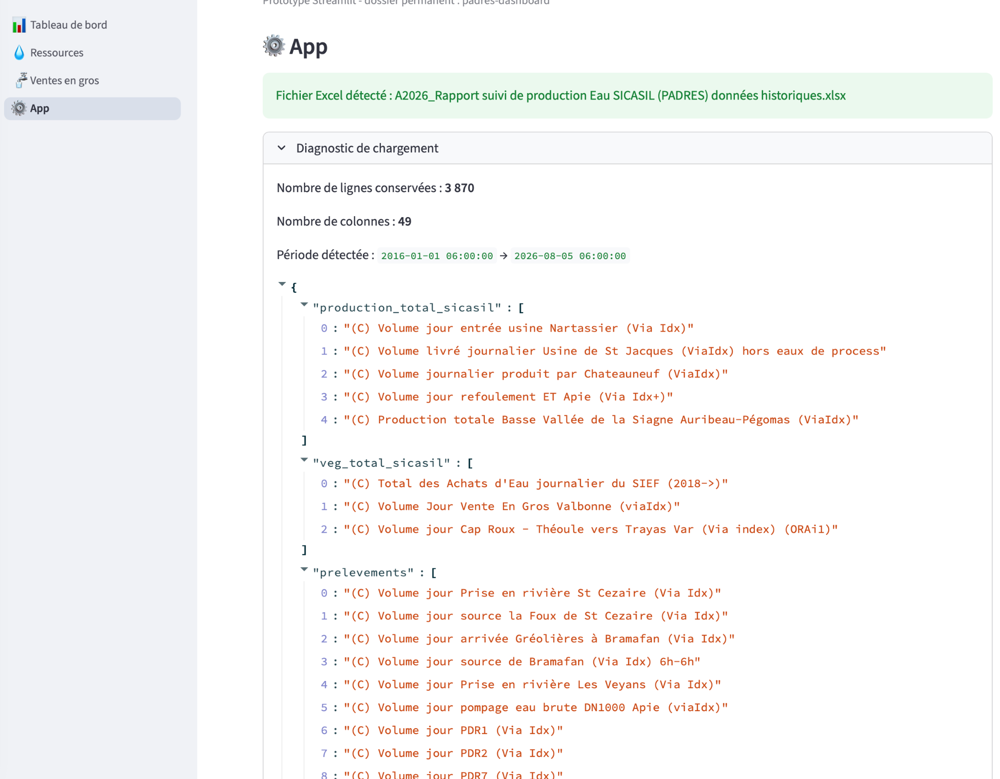 Prototype Streamlit - dossier permanent : padres-dashboard
Tableau de bord
Ressources
Ventes en gros
App
App
Fichier Excel détecté : A2026_Rapport suivi de production Eau SICASIL (PADRES) données historiques.xlsx
Diagnostic de chargement
Nombre de lignes conservées : 3 870
Nombre de colonnes : 49
Période détectée : 2016-01-01 06:00:00 → 2026-08-05 06:00:00
{
"production_total_sicasil" : [
0 : "(C) Volume jour entrée usine Nartassier (Via Idx)"
1 : "(C) Volume livré journalier Usine de St Jacques (ViaIdx) hors eaux de process"
2 : "(C) Volume journalier produit par Chateauneuf (ViaIdx)"
3 : "(C) Volume jour refoulement ET Apie (Via Idx+)"
4 : "(C) Production totale Basse Vallée de la Siagne Auribeau-Pégomas (ViaIdx)"
]
"veg_total_sicasil" : [
0 : "(C) Total des Achats d'Eau journalier du SIEF (2018->)"
1 : "(C) Volume Jour Vente En Gros Valbonne (viaIdx)"
2 : "(C) Volume jour Cap Roux - Théoule vers Trayas Var (Via index) (ORAi1)"
]
"prelevements" : [
0 : "(C) Volume jour Prise en rivière St Cezaire (Via Idx)"
1 : "(C) Volume jour source la Foux de St Cezaire (Via Idx)"
2 : "(C) Volume jour arrivée Gréolières à Bramafan (Via Idx)"
3 : "(C) Volume jour source de Bramafan (Via Idx) 6h-6h"
4 : "(C) Volume jour Prise en rivière Les Veyans (Via Idx)"
5 : "(C) Volume jour pompage eau brute DN1000 Apie (viaIdx)"
6 : "(C) Volume jour PDR1 (Via Idx)"
7 : "(C) Volume jour PDR2 (Via Idx)"
8 : "(C) Volume jour PDR7 (Via Idx)"